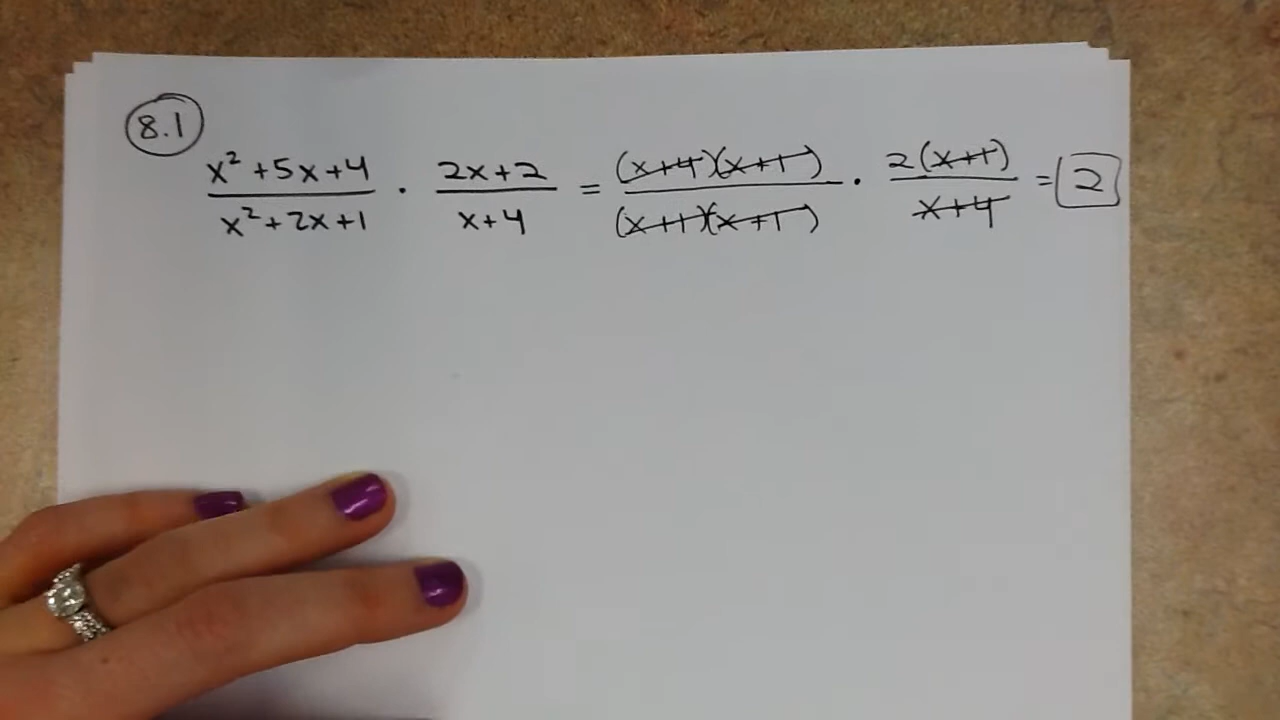 8.1
x² + 5x + 4 / x² + 2x + 1 · 2x + 2 / x + 4 = (x+4)(x+1) / (x+1)(x+1) · 2(x+1) / x+4 = 2